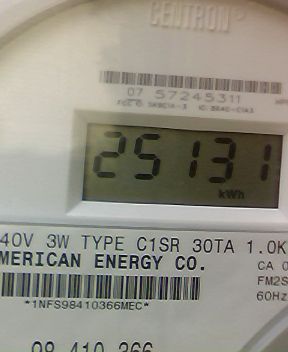 CENTRON
07 57245311
25131
kWh
40V 3W TYPE C1SR 30TA 1.0K
MERICAN ENERGY CO.
CA 0
FM2S
60Hz
*1NFS98410366MEC*
98 410 366